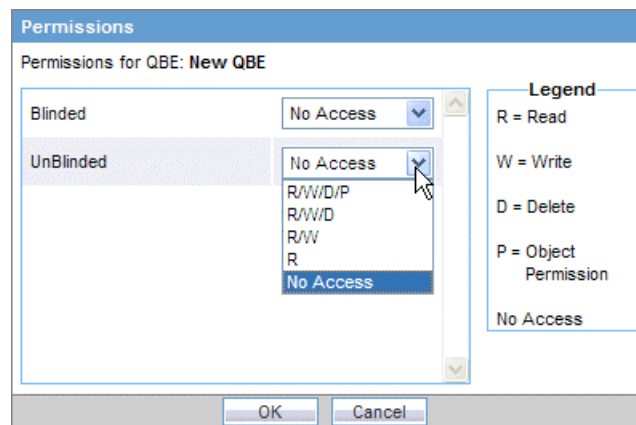 Permissions
Permissions for QBE: New QBE
Blinded
No Access
UnBlinded
No Access
R/W/D/P
R/W/D
R/W
R
No Access
Legend
R = Read
W = Write
D = Delete
P = Object
Permission
No Access
OK
Cancel